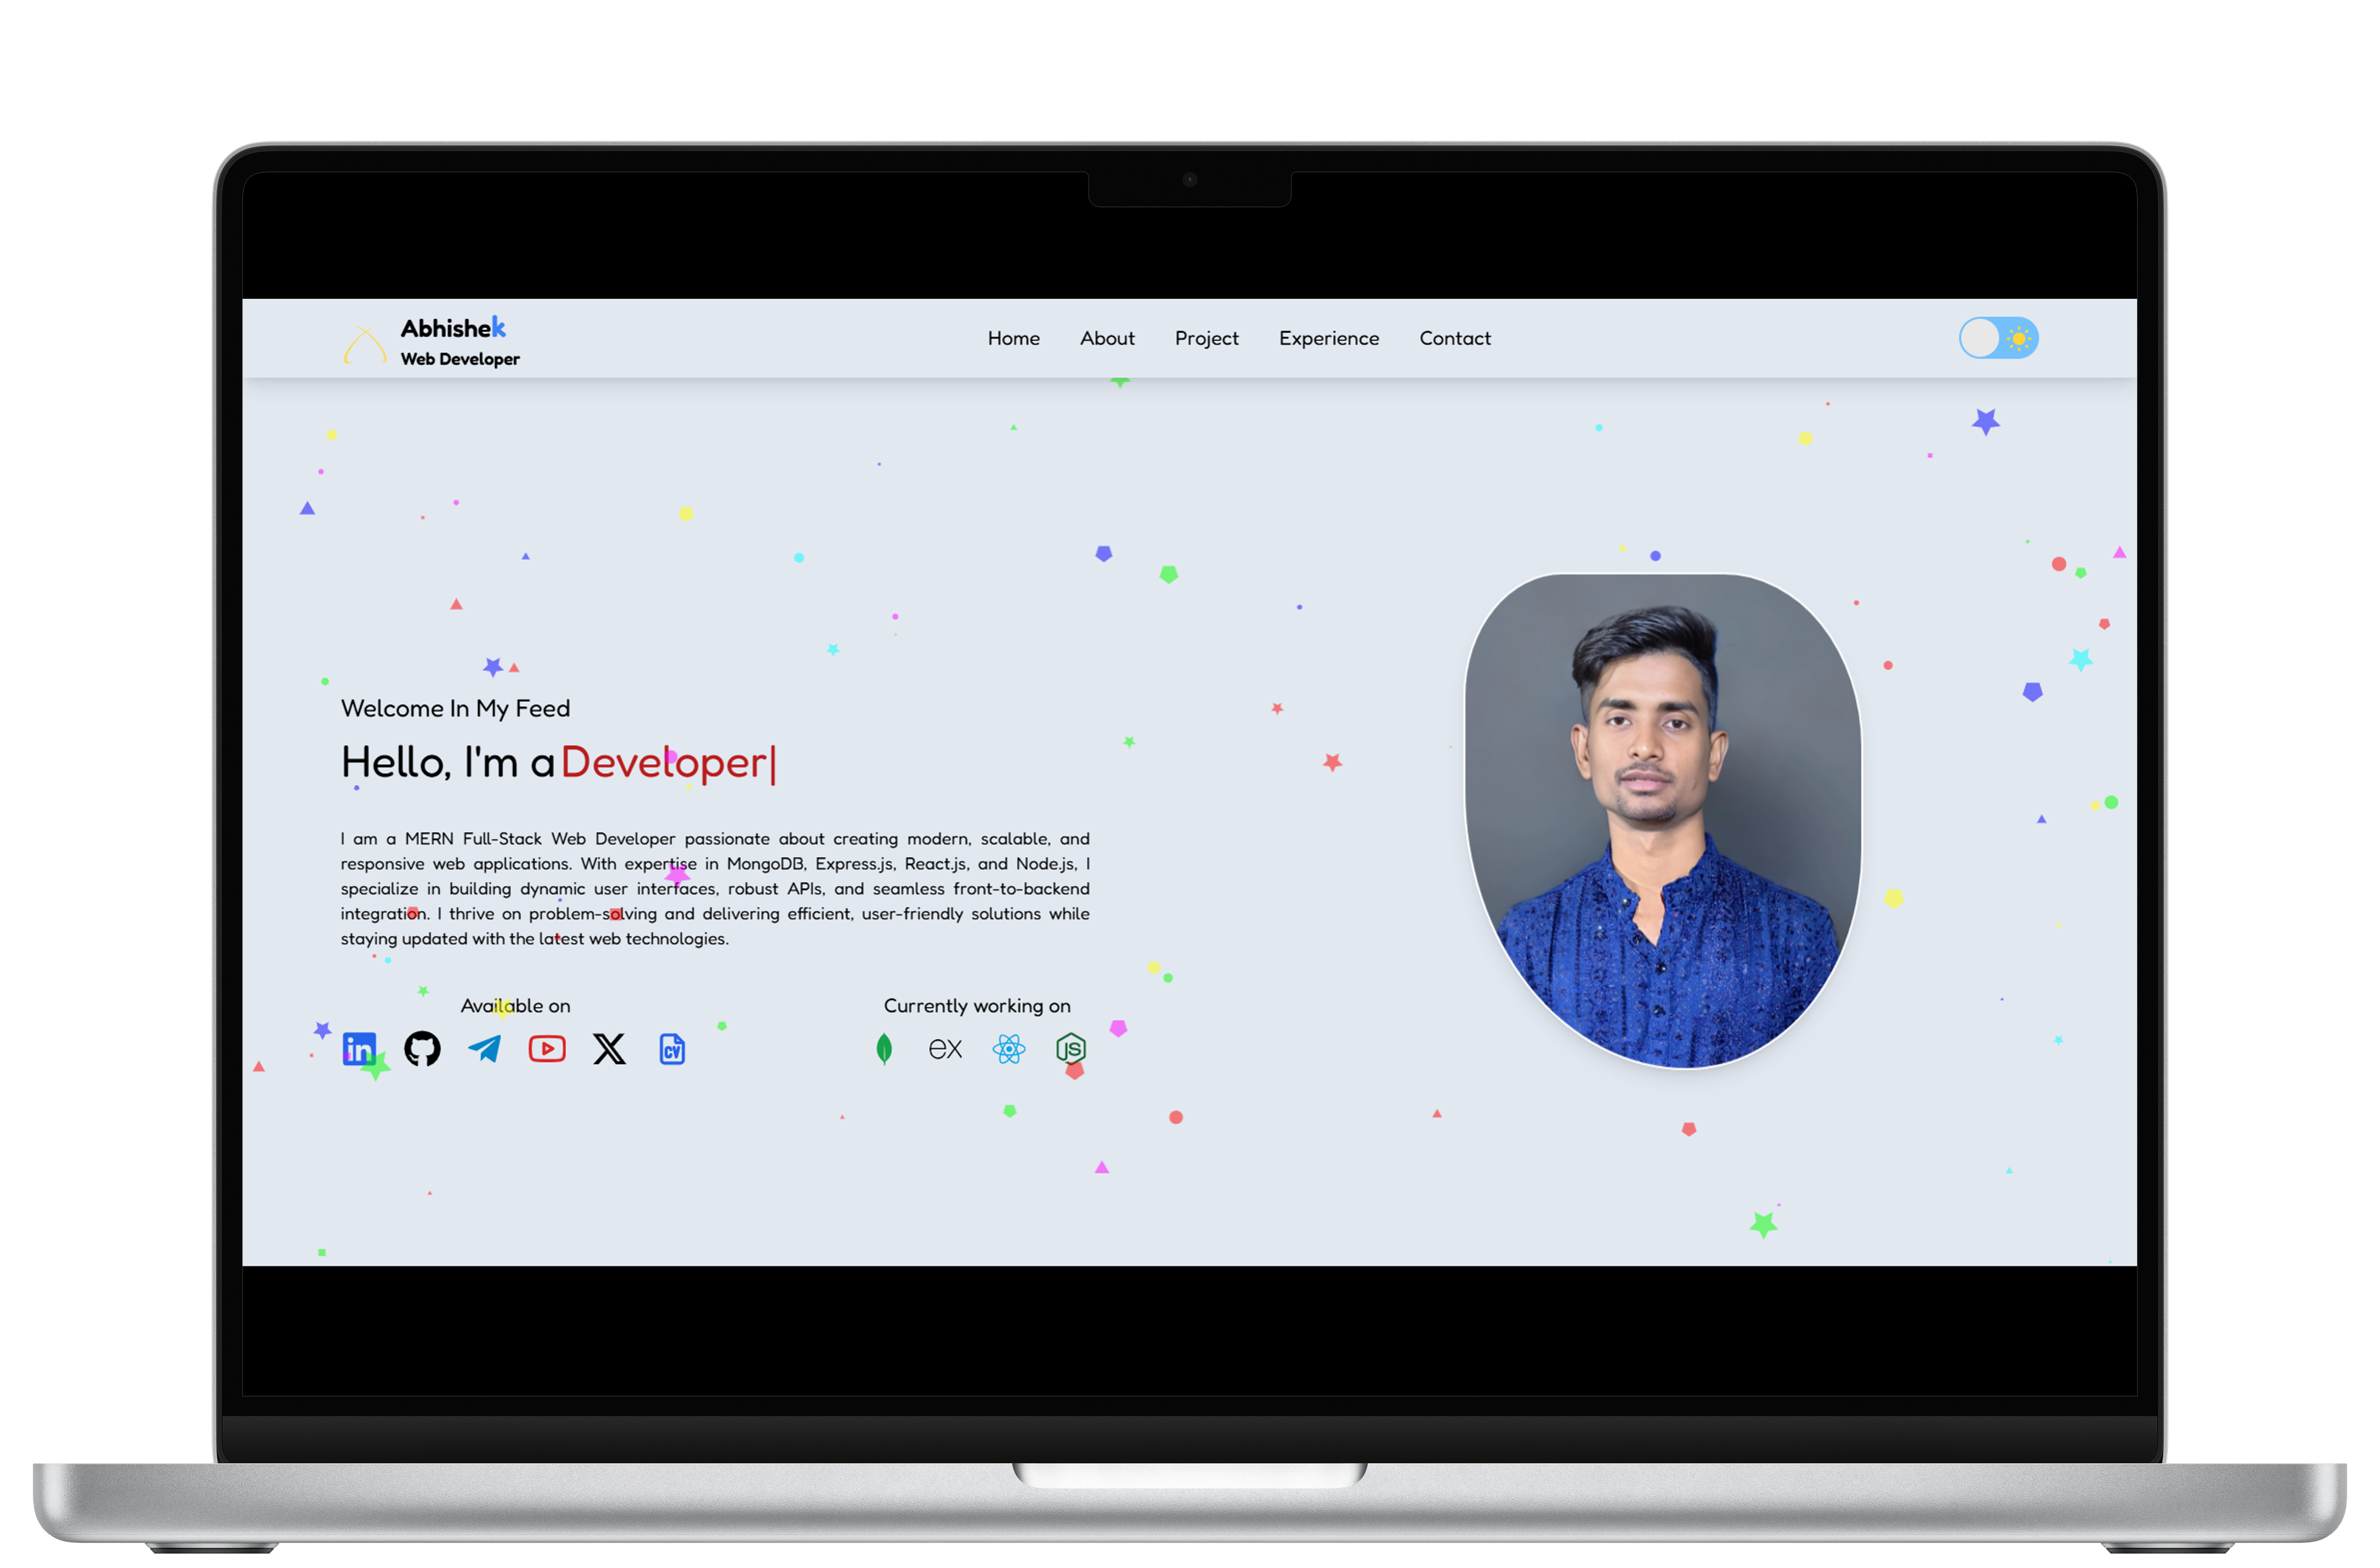 Abhishek
Web Developer
Home About Project Experience Contact
Welcome In My Feed
Hello, I'm a Developer|
I am a MERN Full-Stack Web Developer passionate about creating modern, scalable, and
responsive web applications. With expertise in MongoDB, Express.js, React.js, and Node.js, I
specialize in building dynamic user interfaces, robust APIs, and seamless front-to-backend
integration. I thrive on problem-solving and delivering efficient, user-friendly solutions while
staying updated with the latest web technologies.
Available on
Currently working on
in
X
CV
ex
JS